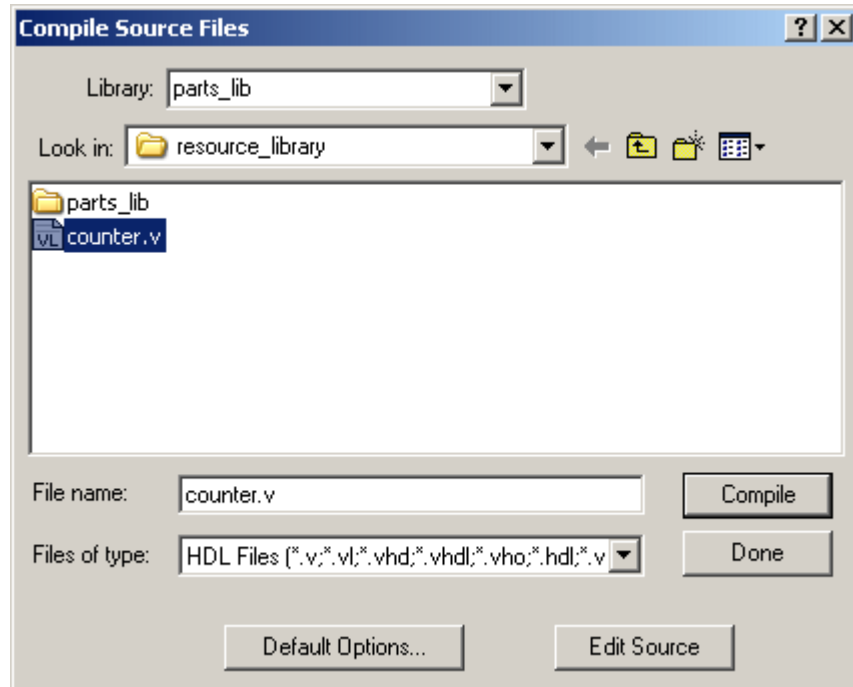 Compile Source Files
Library: parts_lib
Look in: resource_library
parts_lib
VL counter.v
File name: counter.v Compile
Files of type: HDL Files (*.v;*.vl;*.vhd;*.vhdl;*.vho;*.hdl;*.v Done
Default Options... Edit Source